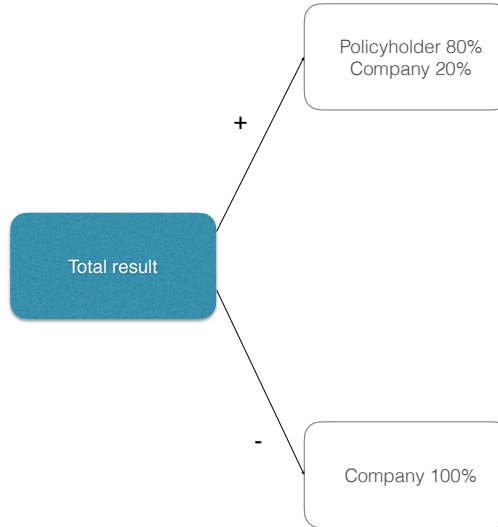 Policyholder 80%
Company 20%
+
Total result
-
Company 100%